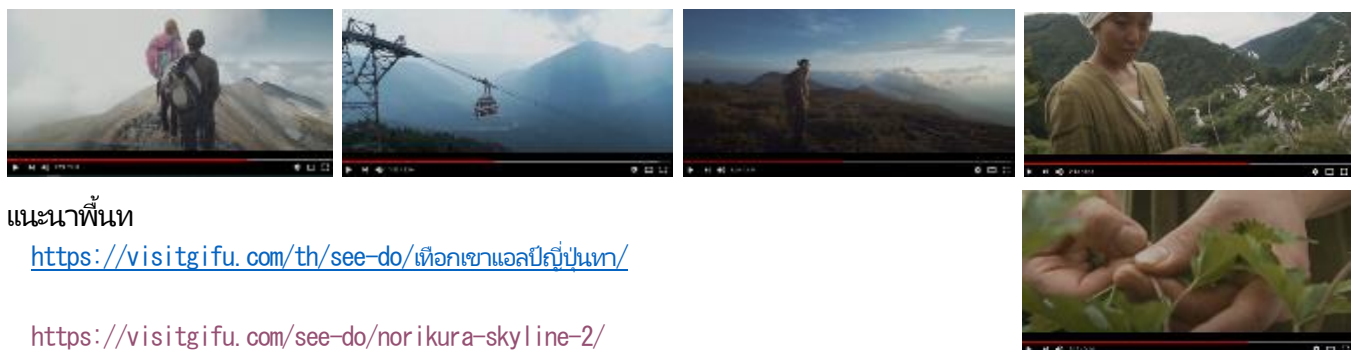 แนะนาพื้นท
https://visitgifu.com/th/see-do/เทือกเขาแอลป์ญี่ปุ่นทา/
https://visitgifu.com/see-do/norikura-skyline-2/